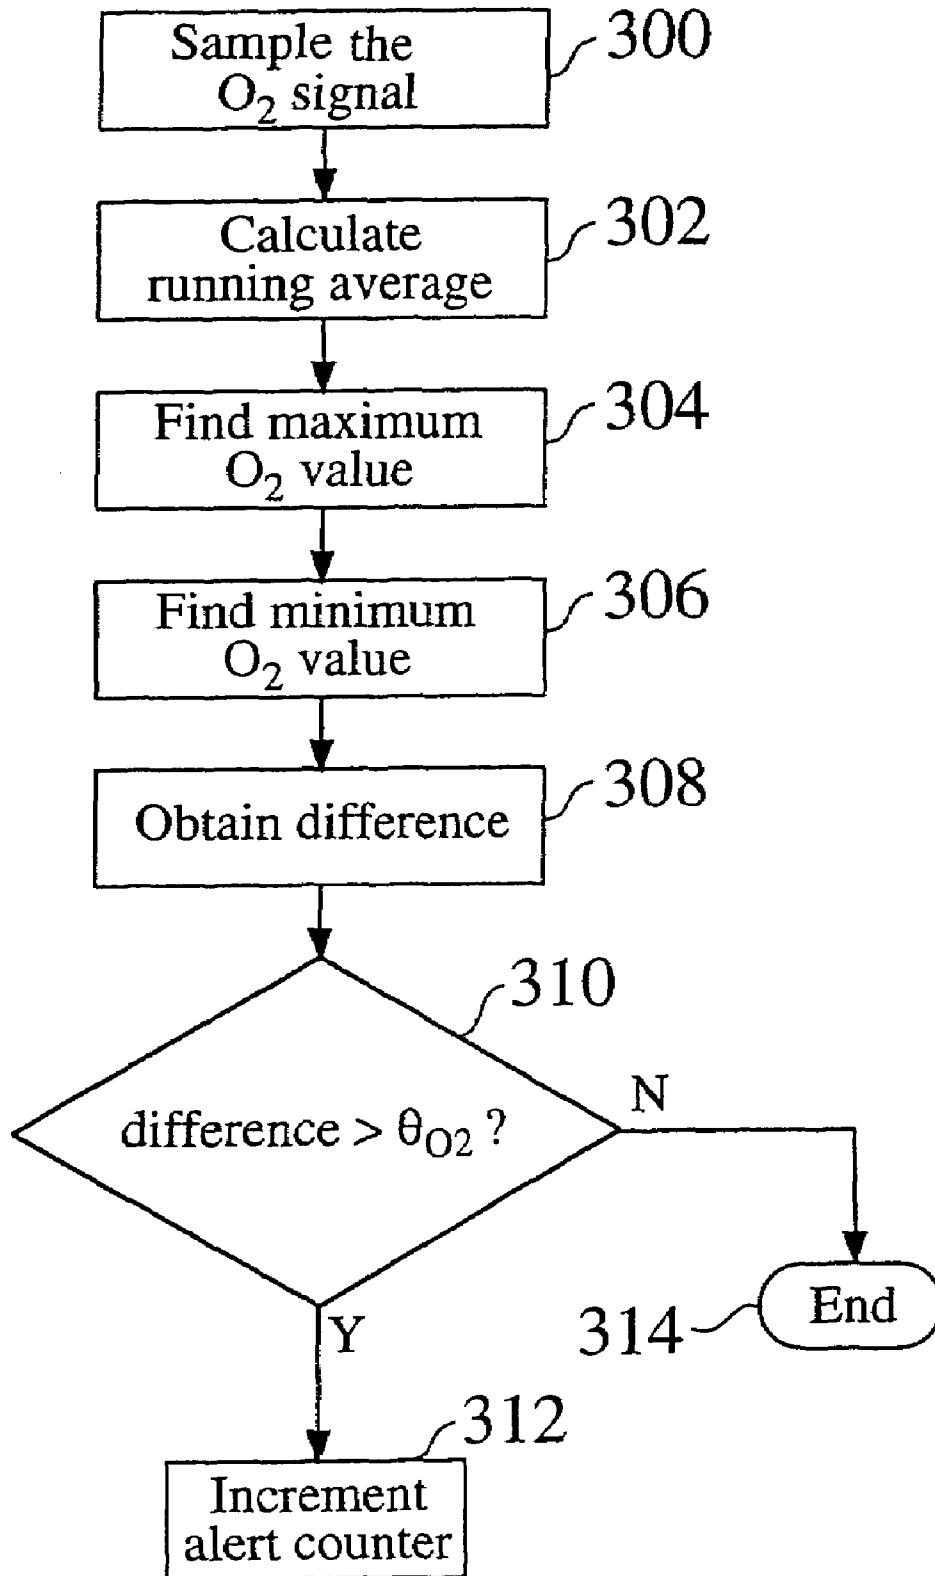 Sample the
O₂ signal
300
Calculate
running average
302
Find maximum
O₂ value
304
Find minimum
O₂ value
306
Obtain difference
308
310
difference > θO2 ?
N
Y
End
314
312
Increment
alert counter